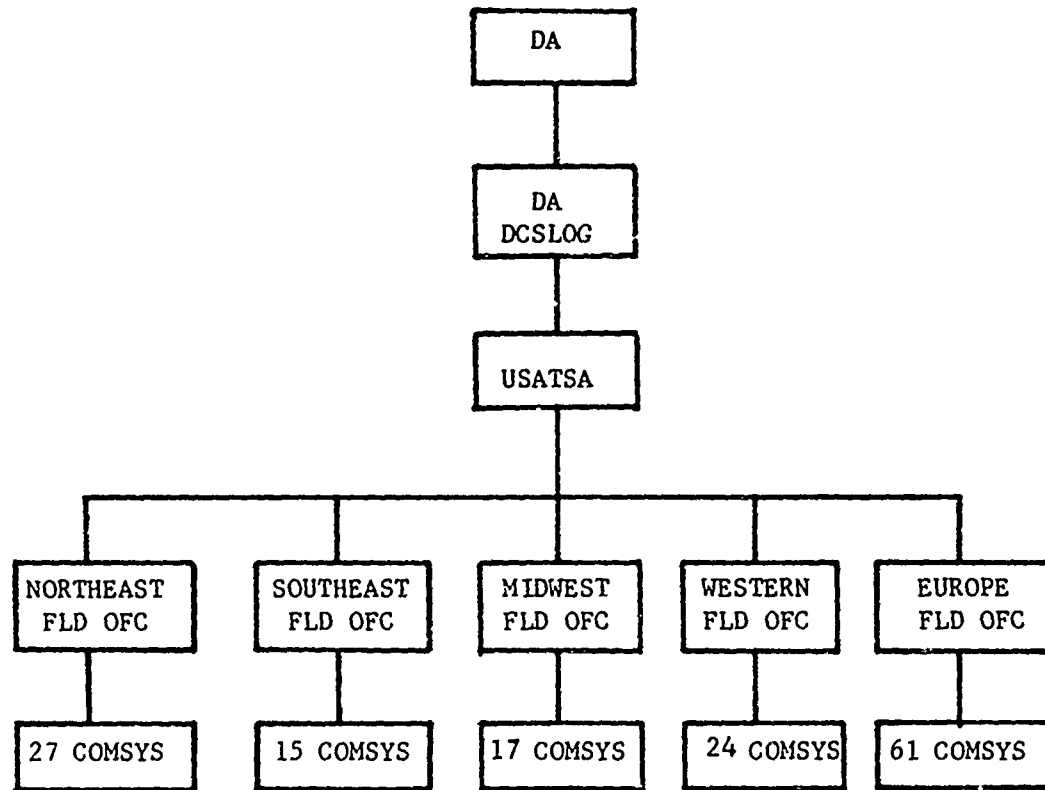 DA
DA
DCSLOG
USATSA
NORTHEAST
FLD OFC
SOUTHEAST
FLD OFC
MIDWEST
FLD OFC
WESTERN
FLD OFC
EUROPE
FLD OFC
27 COMSYS
15 COMSYS
17 COMSYS
24 COMSYS
61 COMSYS